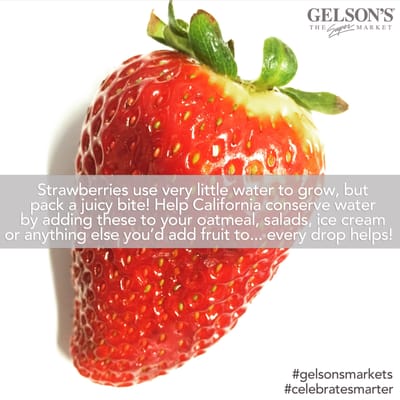 GELSON'S
THE Super MARKET
Strawberries use very little water to grow, but
pack a juicy bite! Help California conserve water
by adding these to your oatmeal, salads, ice cream
or anything else you'd add fruit to... every drop helps!
#gelsonsmarkets
#celebratesmarter